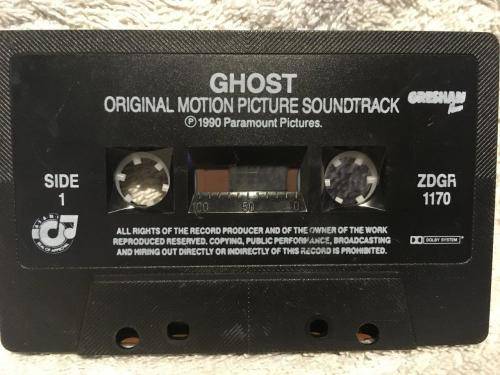 GHOST
ORIGINAL MOTION PICTURE SOUNDTRACK
℗ 1990 Paramount Pictures.
SIDE
1
ZDGR
1170
100 50
ALL RIGHTS OF THE RECORD PRODUCER AND OF THE OWNER OF THE WORK
REPRODUCED RESERVED. COPYING, PUBLIC PERFORMANCE, BROADCASTING
AND HIRING OUT DIRECTLY OR INDIRECTLY OF THIS RECORD IS PROHIBITED.
DOLBY SYSTEM